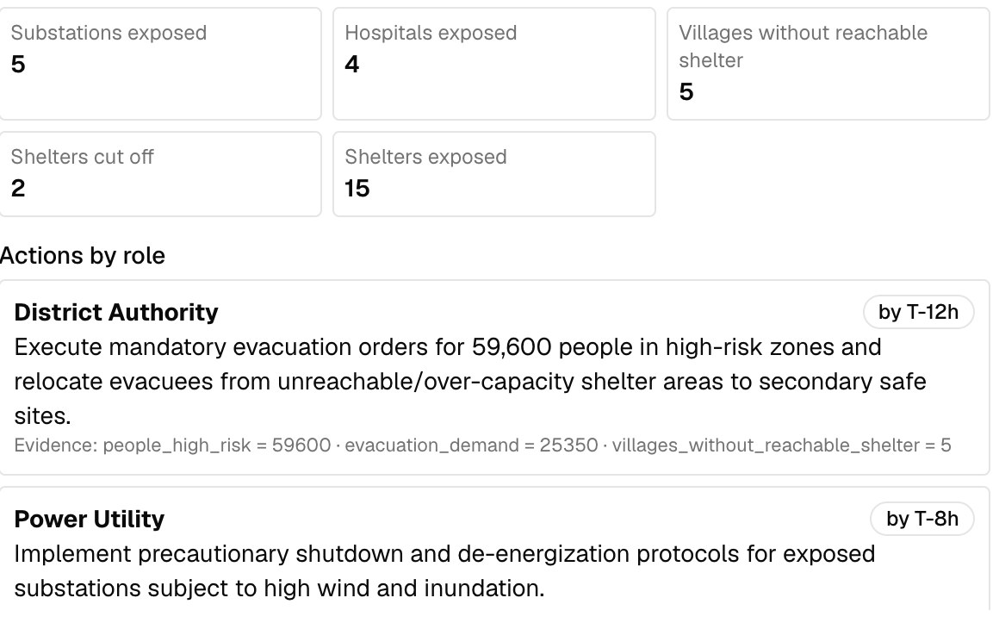 Substations exposed
5
Hospitals exposed
4
Villages without reachable
shelter
5
Shelters cut off
2
Shelters exposed
15
Actions by role
District Authority
by T-12h
Execute mandatory evacuation orders for 59,600 people in high-risk zones and
relocate evacuees from unreachable/over-capacity shelter areas to secondary safe
sites.
Evidence: people_high_risk = 59600 · evacuation_demand = 25350 · villages_without_reachable_shelter = 5
Power Utility
by T-8h
Implement precautionary shutdown and de-energization protocols for exposed
substations subject to high wind and inundation.